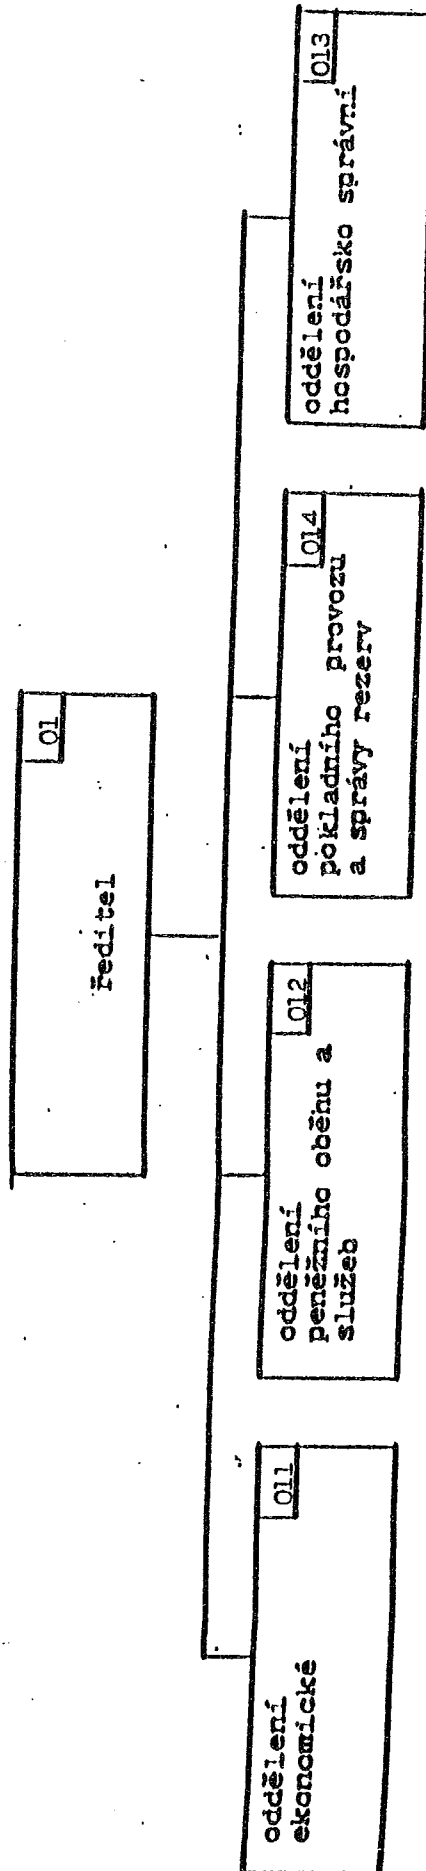 01
ředitel
011
oddělení
ekonomické
012
oddělení
peněžního oběhu a
služeb
014
oddělení
pokladního provozu
a správy rezerv
013
oddělení
hospodářsko správní